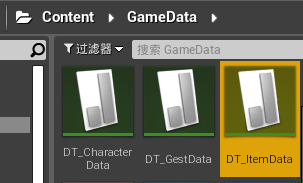 Content
GameData
过滤器
搜索 GameData
DT_Character
Data
DT_GestData
DT_ItemData